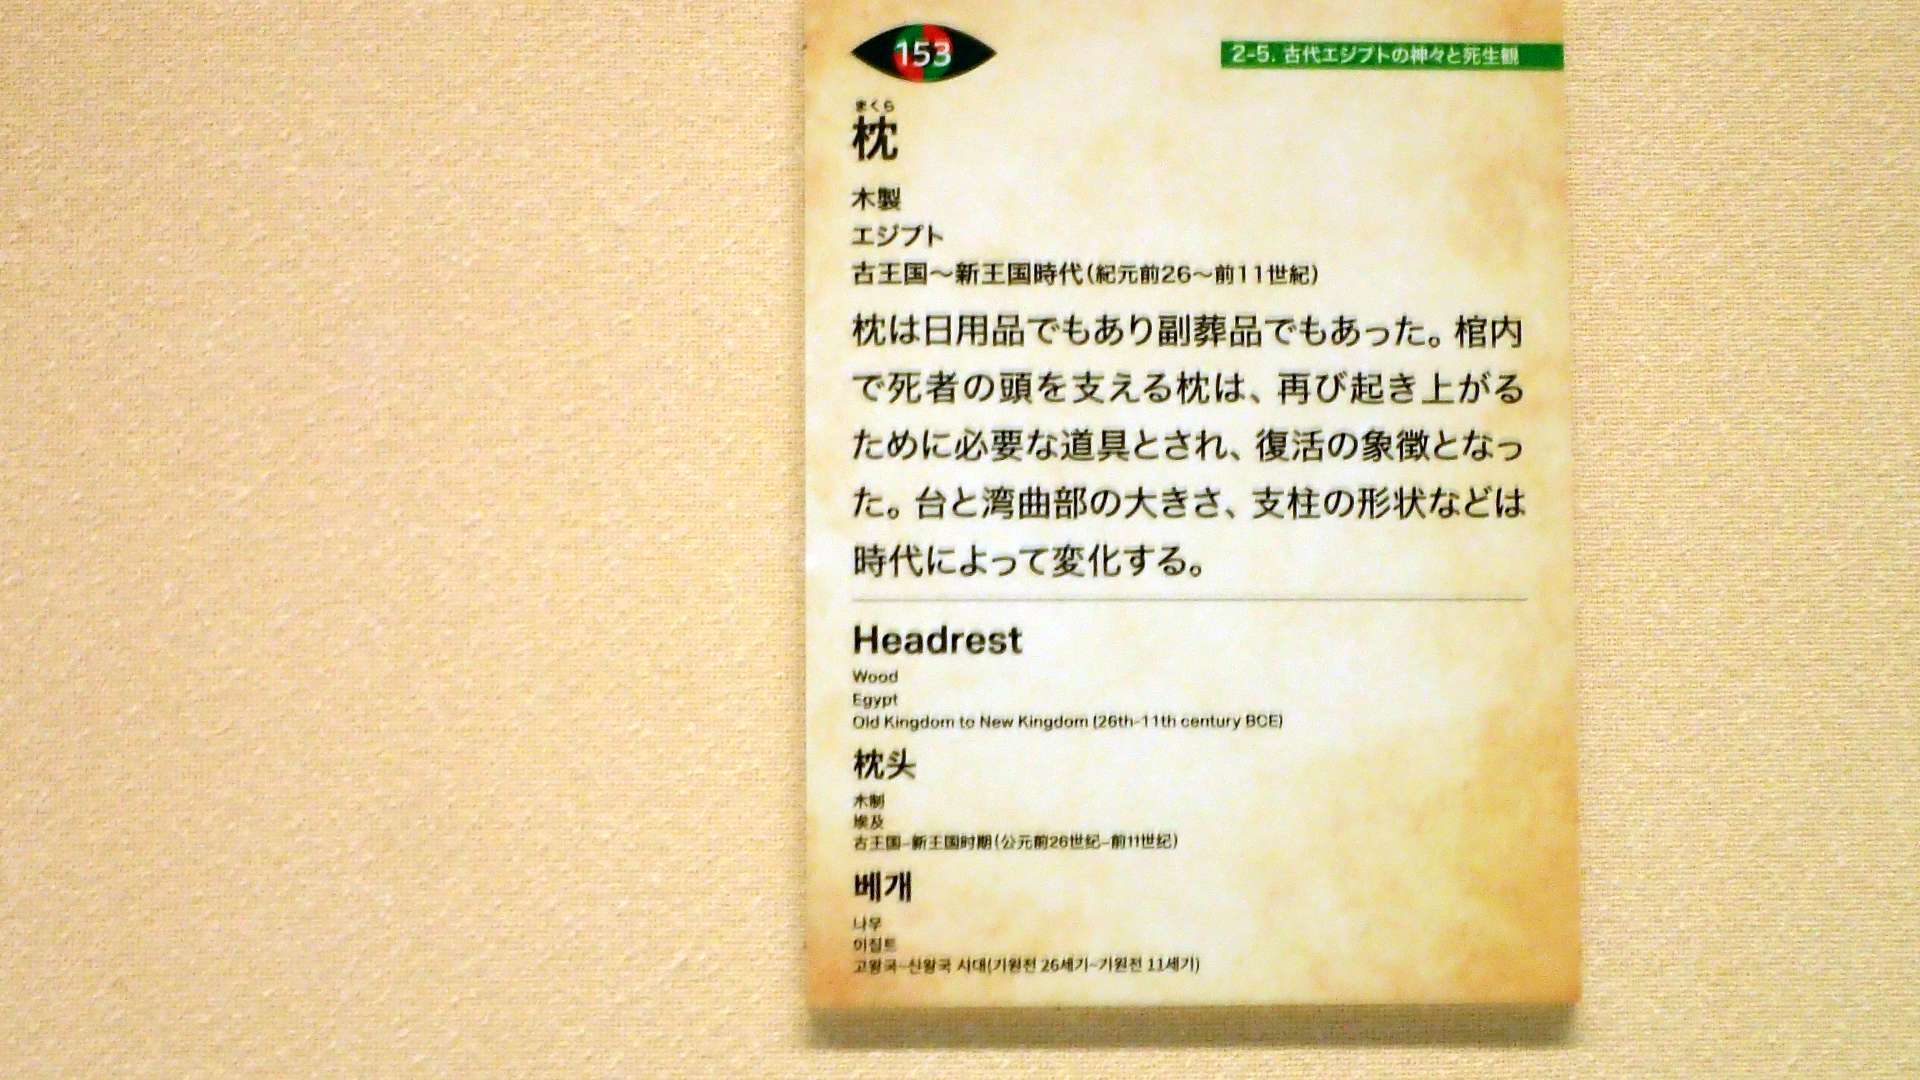 153
2-5. 古代エジプトの神々と死生観
まくら
枕
木製
エジプト
古王国～新王国時代（紀元前26～前11世紀）
枕は日用品でもあり副葬品でもあった。棺内
で死者の頭を支える枕は、再び起き上がる
ために必要な道具とされ、復活の象徴となっ
た。台と湾曲部の大きさ、支柱の形状などは
時代によって変化する。
Headrest
Wood
Egypt
Old Kingdom to New Kingdom (26th-11th century BCE)
枕头
木制
埃及
古王国-新王国时期（公元前26世纪-前11世纪）
베개
나무
이집트
고왕국~신왕국 시대(기원전 26세기~기원전 11세기)